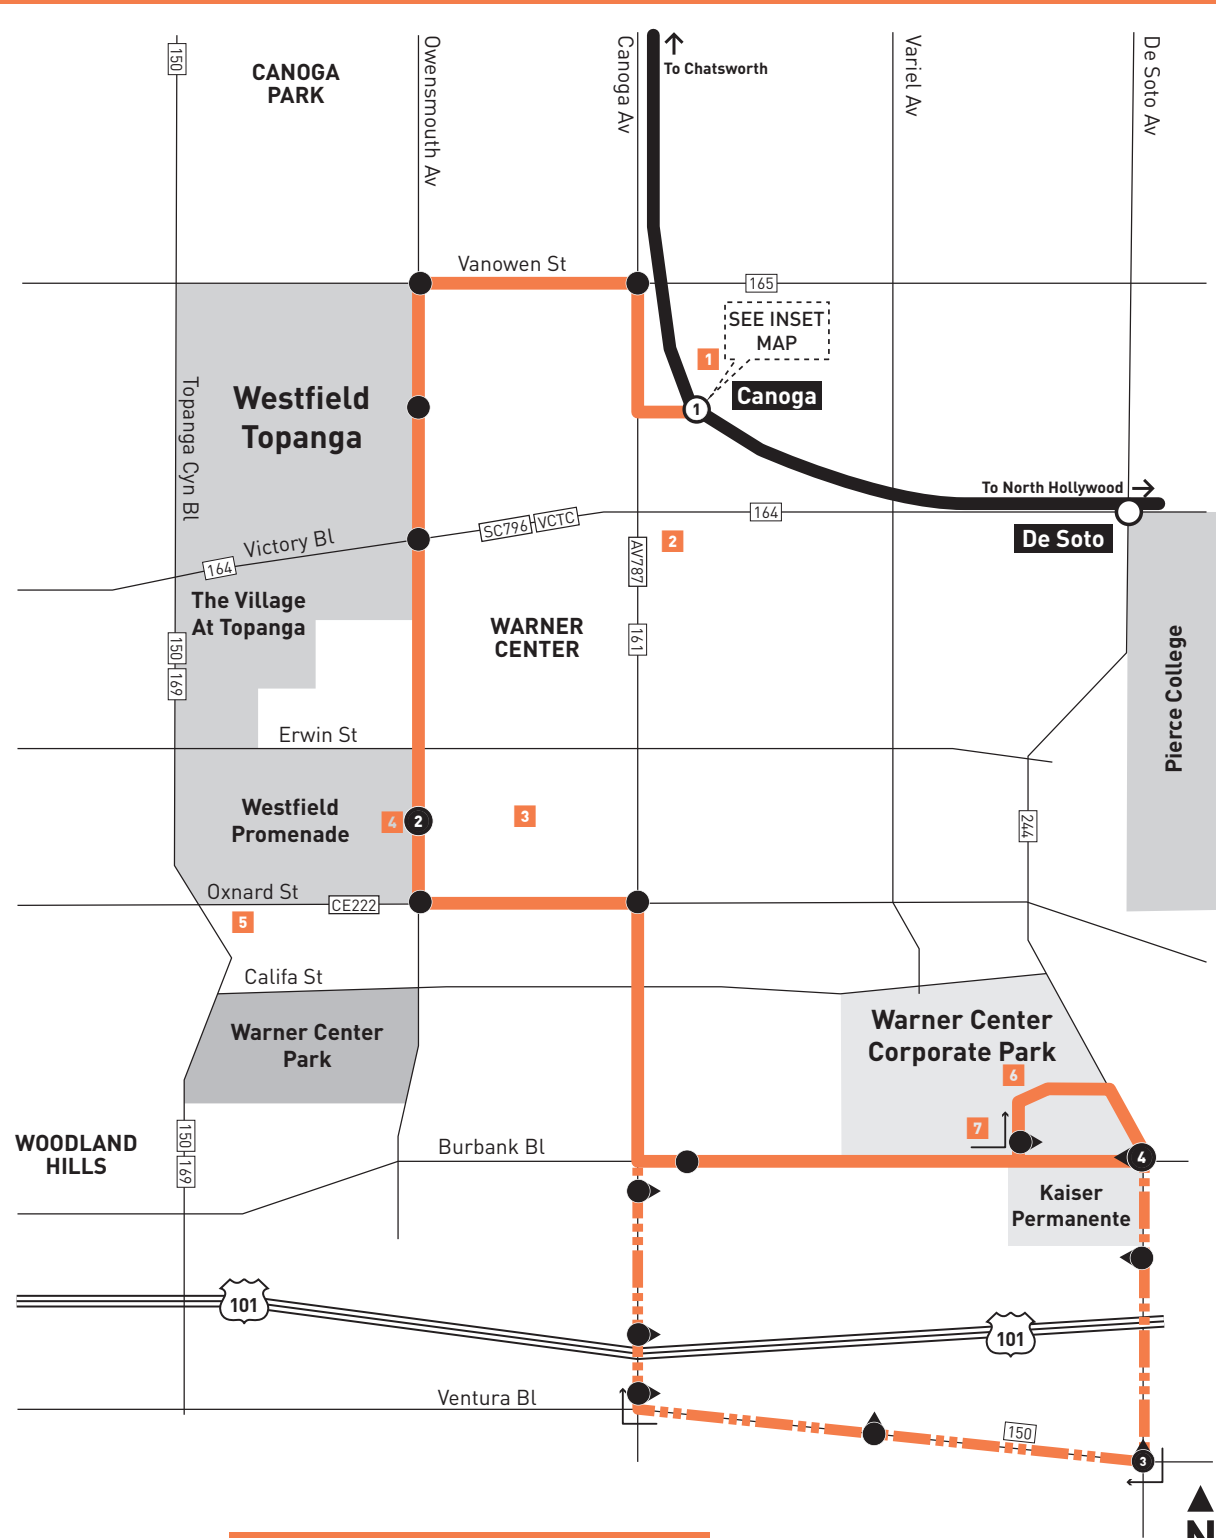 150
CANOGA
PARK
Owensmouth Av
Canoga Av
To Chatsworth
Variel Av
De Soto Av
Vanowen St
165
SEE INSET
MAP
1
Canoga
1
Topanga Cyn Bl
Westfield
Topanga
To North Hollywood
De Soto
164
SC796
VCTC
Victory Bl
164
2
AV787
The Village
At Topanga
WARNER
CENTER
161
150
169
Pierce College
Erwin St
Westfield
Promenade
4
2
3
244
Oxnard St
CE222
5
Califa St
Warner Center
Park
Warner Center
Corporate Park
6
7
WOODLAND
HILLS
150
169
Burbank Bl
4
Kaiser
Permanente
101
101
Ventura Bl
150
3
N